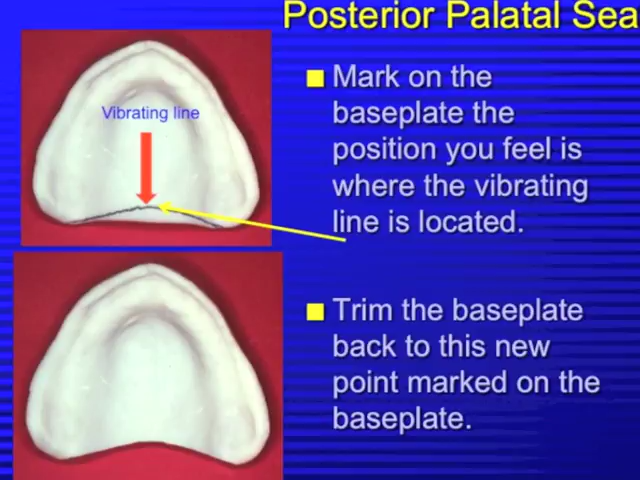 Posterior Palatal Sea
Vibrating line
Mark on the
baseplate the
position you feel is
where the vibrating
line is located.
Trim the baseplate
back to this new
point marked on the
baseplate.